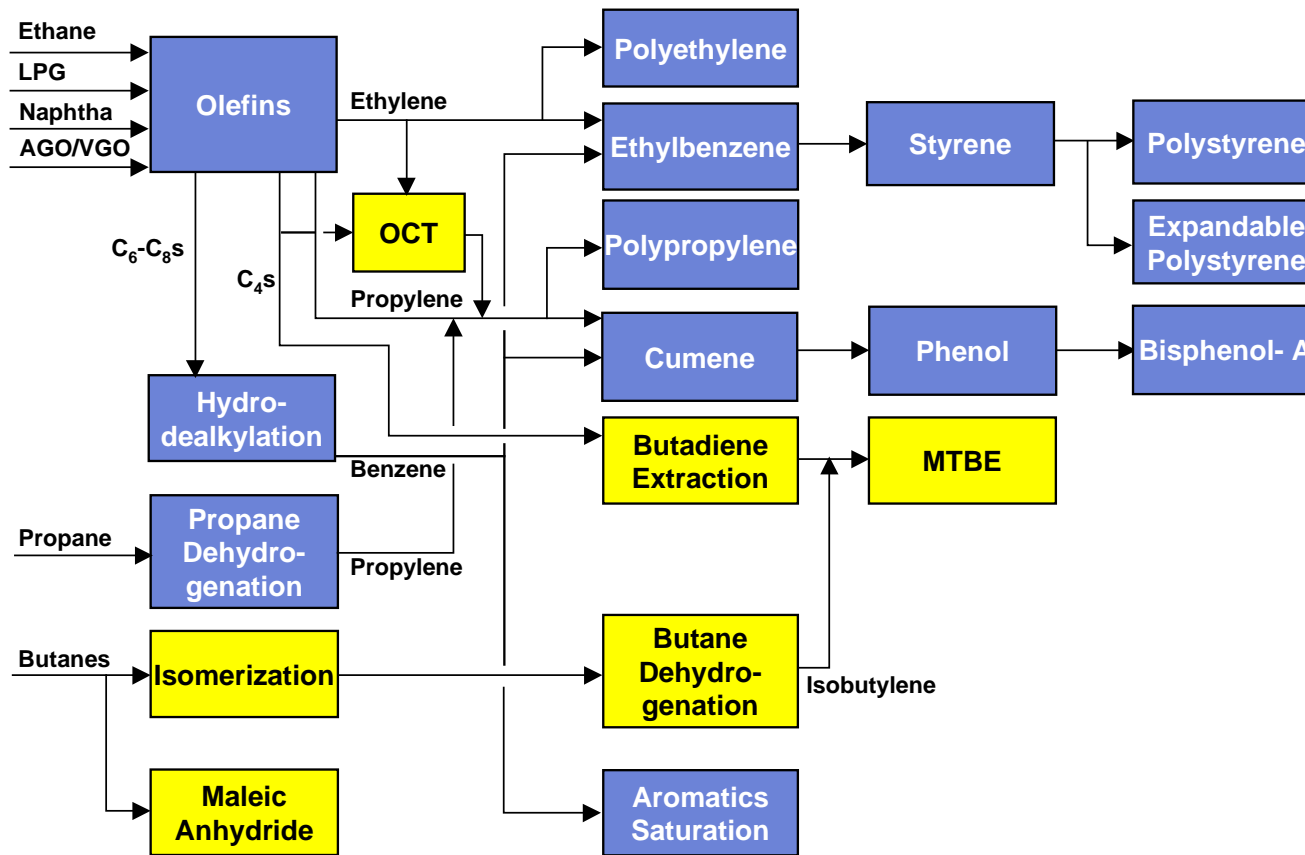 Ethane
LPG
Naphtha
AGO/VGO
Olefins
Ethylene
Polyethylene
Ethylbenzene
Styrene
Polystyrene
Expandable
Polystyrene
OCT
C₆-C₈s
C₄s
Polypropylene
Propylene
Cumene
Phenol
Bisphenol- A
Hydro-
dealkylation
Benzene
Butadiene
Extraction
MTBE
Propane
Propane
Dehydro-
genation
Propylene
Butanes
Isomerization
Butane
Dehydro-
genation
Isobutylene
Maleic
Anhydride
Aromatics
Saturation